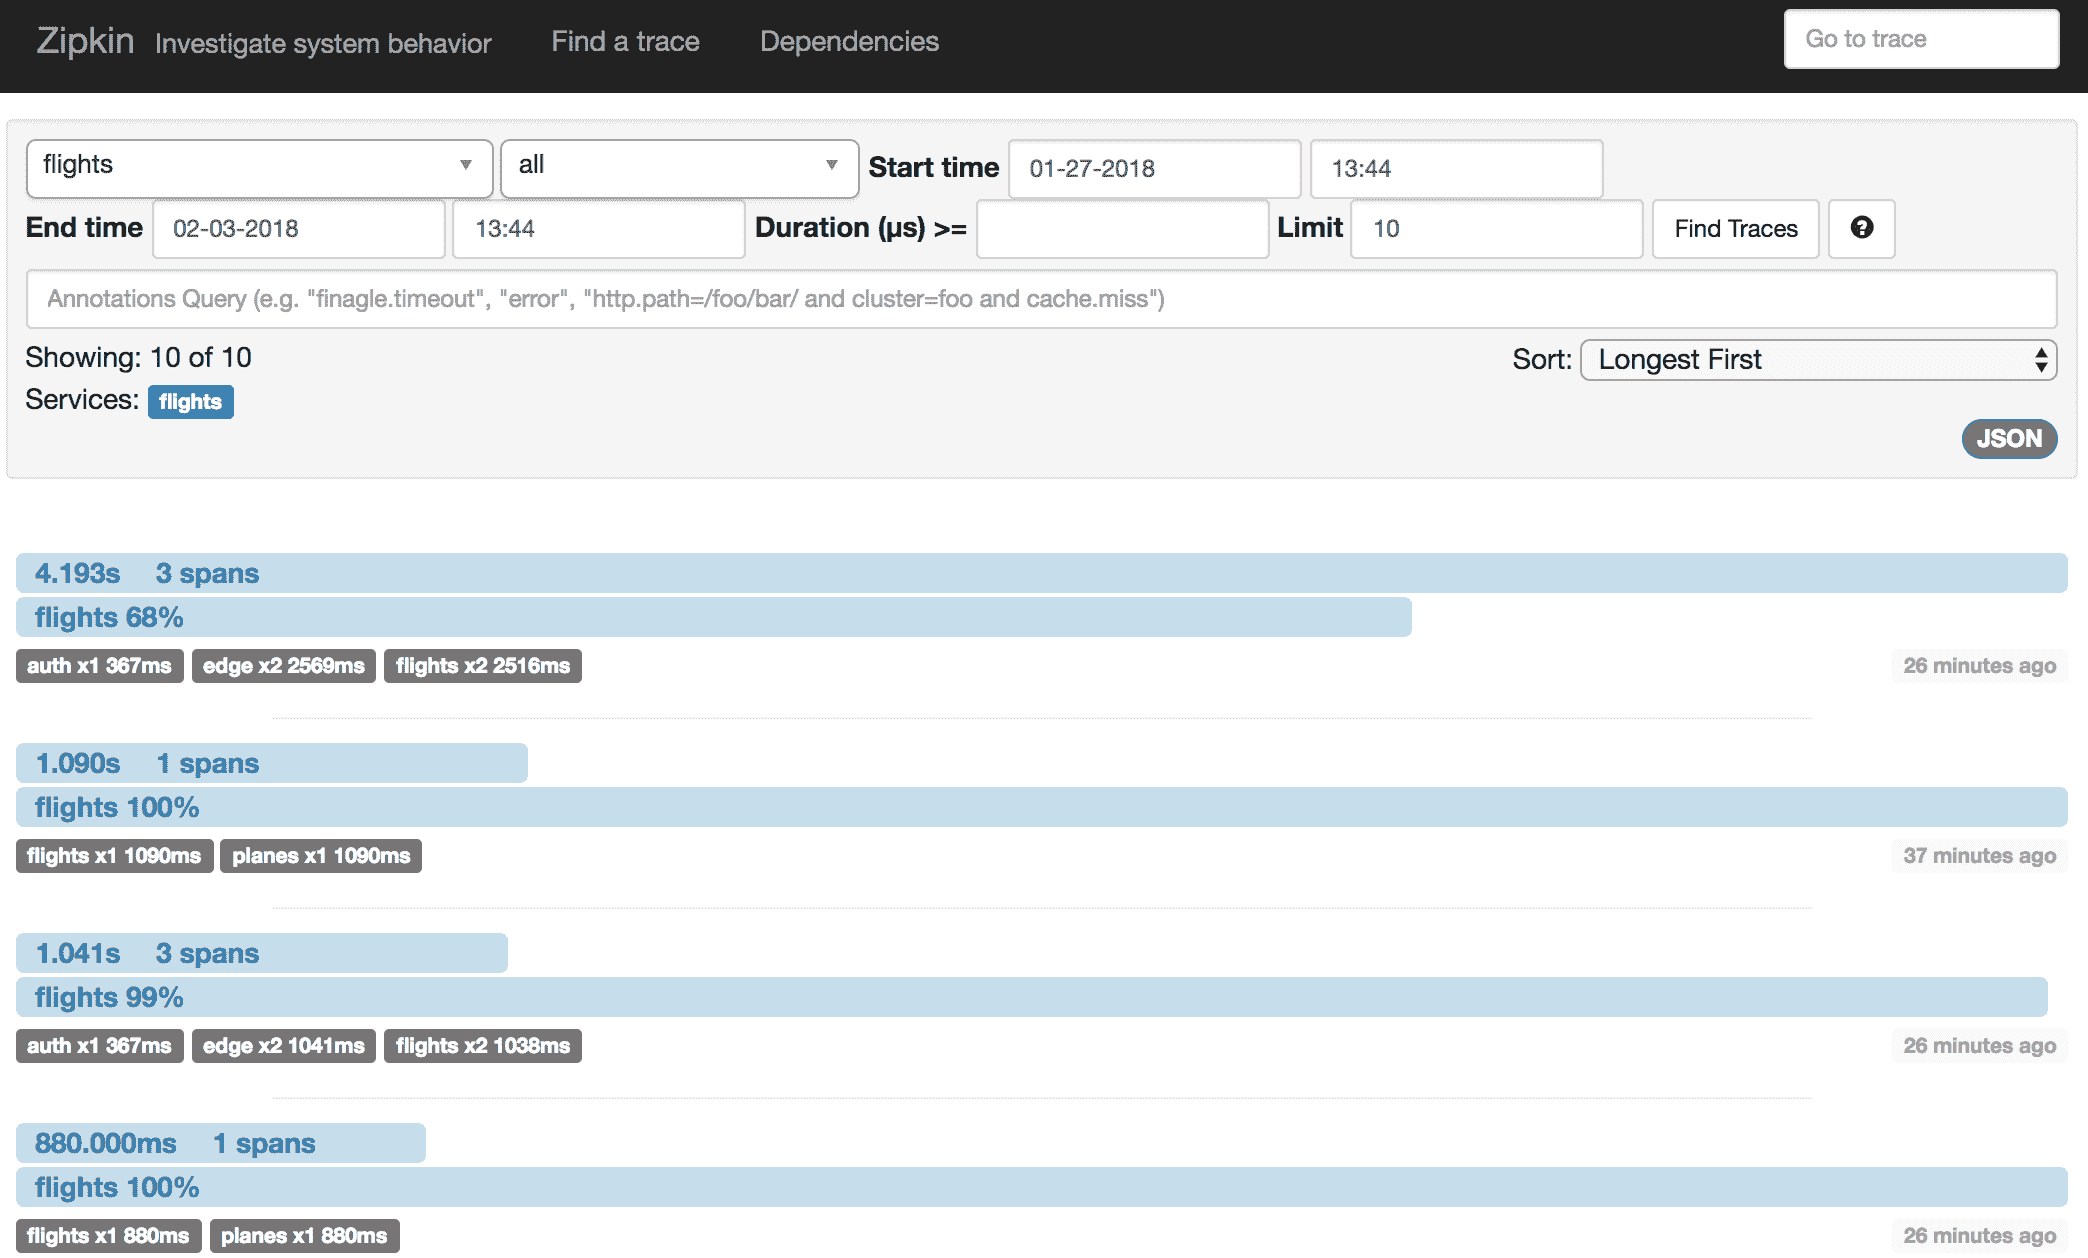 Zipkin Investigate system behavior Find a trace Dependencies Go to trace
flights all Start time 01-27-2018 13:44
End time 02-03-2018 13:44 Duration (μs) >= Limit 10 Find Traces ?
Annotations Query (e.g. "finagle.timeout", "error", "http.path=/foo/bar/ and cluster=foo and cache.miss")
Showing: 10 of 10 Sort: Longest First
Services: flights
JSON
4.193s 3 spans
flights 68%
auth x1 367ms edge x2 2569ms flights x2 2516ms 26 minutes ago
1.090s 1 spans
flights 100%
flights x1 1090ms planes x1 1090ms 37 minutes ago
1.041s 3 spans
flights 99%
auth x1 367ms edge x2 1041ms flights x2 1038ms 26 minutes ago
880.000ms 1 spans
flights 100%
flights x1 880ms planes x1 880ms 26 minutes ago